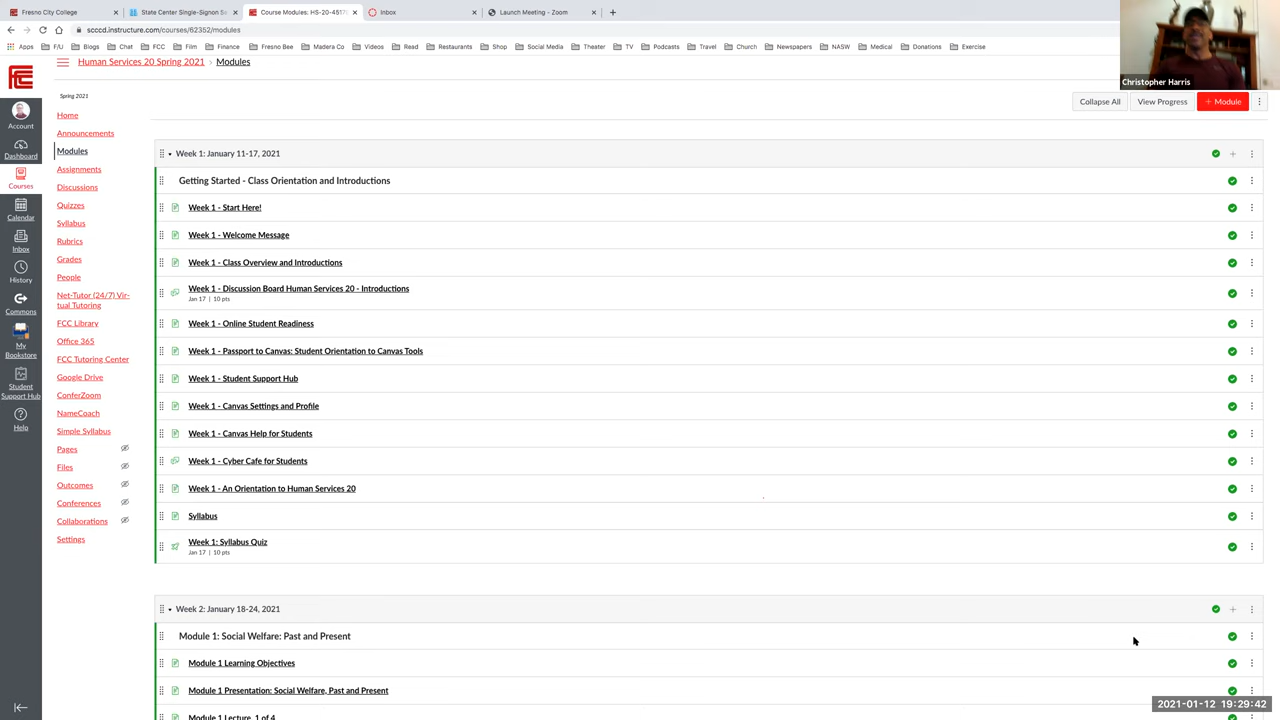 Fresno City College
State Center Single-Signon Se
Course Modules: HS-20-4517
Inbox
Launch Meeting - Zoom
scccd.instructure.com/courses/62352/modules
Apps
F/U
Blogs
Chat
FCC
Film
Finance
Fresno Bee
Madera Co
Videos
Read
Restaurants
Shop
Social Media
Theater
TV
Podcasts
Travel
Church
Newspapers
NASW
Medical
Donations
Exercise
Christopher Harris
Human Services 20 Spring 2021 › Modules
Account
Dashboard
Courses
Calendar
Inbox
History
Commons
My
Bookstore
Student
Support Hub
Help
Spring 2021
Home
Announcements
Modules
Assignments
Discussions
Quizzes
Syllabus
Rubrics
Grades
People
Net-Tutor (24/7) Vir-
tual Tutoring
FCC Library
Office 365
FCC Tutoring Center
Google Drive
ConferZoom
NameCoach
Simple Syllabus
Pages
Files
Outcomes
Conferences
Collaborations
Settings
Collapse All
View Progress
+ Module
Week 1: January 11-17, 2021
Getting Started - Class Orientation and Introductions
Week 1 - Start Here!
Week 1 - Welcome Message
Week 1 - Class Overview and Introductions
Week 1 - Discussion Board Human Services 20 - Introductions
Jan 17 | 10 pts
Week 1 - Online Student Readiness
Week 1 - Passport to Canvas: Student Orientation to Canvas Tools
Week 1 - Student Support Hub
Week 1 - Canvas Settings and Profile
Week 1 - Canvas Help for Students
Week 1 - Cyber Cafe for Students
Week 1 - An Orientation to Human Services 20
Syllabus
Week 1: Syllabus Quiz
Jan 17 | 10 pts
Week 2: January 18-24, 2021
Module 1: Social Welfare: Past and Present
Module 1 Learning Objectives
Module 1 Presentation: Social Welfare, Past and Present
Module 1 Lecture, 1 of 4
2021-01-12 19:29:42